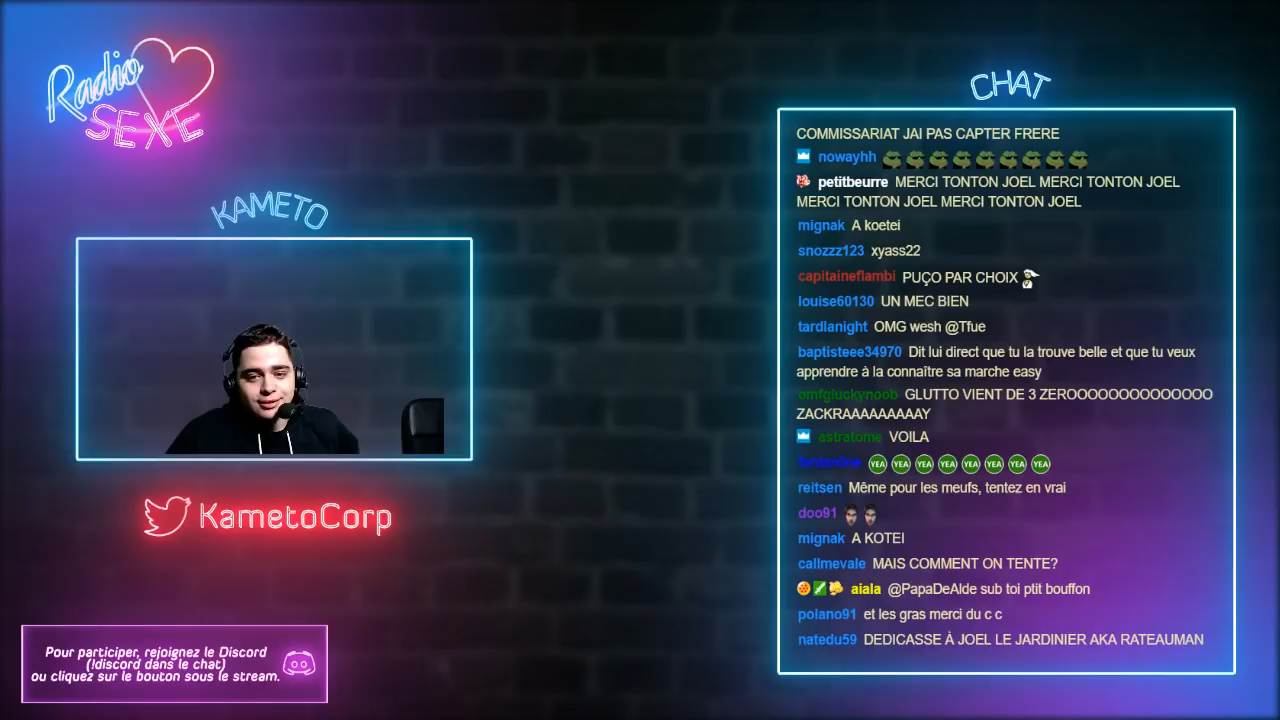 Radio
SEXE
KAMETO
KametoCorp
Pour participer, rejoignez le Discord
(!discord dans le chat)
ou cliquez sur le bouton sous le stream.
CHAT
COMMISSARIAT JAI PAS CAPTER FRERE
nowayhh
petitbeurre MERCI TONTON JOEL MERCI TONTON JOEL
MERCI TONTON JOEL MERCI TONTON JOEL
mignak A koetei
snozzz123 xyass22
capitaineflambi PUÇO PAR CHOIX
louise60130 UN MEC BIEN
tardlanight OMG wesh @Tfue
baptisteee34970 Dit lui direct que tu la trouve belle et que tu veux
apprendre à la connaître sa marche easy
omfgluckynoob GLUTTO VIENT DE 3 ZEROOOOOOOOOOOOOO
ZACKRAAAAAAAAAY
astratome VOILA
YEA YEA YEA YEA YEA YEA YEA YEA
reitsen Même pour les meufs, tentez en vrai
doo91
mignak A KOTEI
callmevale MAIS COMMENT ON TENTE?
aiala @PapaDeAlde sub toi ptit bouffon
polano91 et les gras merci du c c
natedu59 DEDICASSE À JOEL LE JARDINIER AKA RATEAUMAN